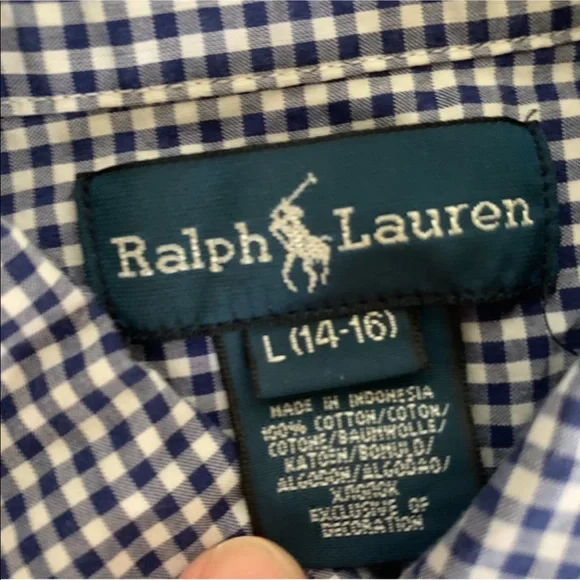 Ralph Lauren
L (14-16)
MADE IN INDONESIA
100% COTTON/COTON/
COTONE/BAUMWOLLE/
KATOEN/BOMULD/
ALGODON/ALGODAO/
EXCLUSIVE OF
DECORATION